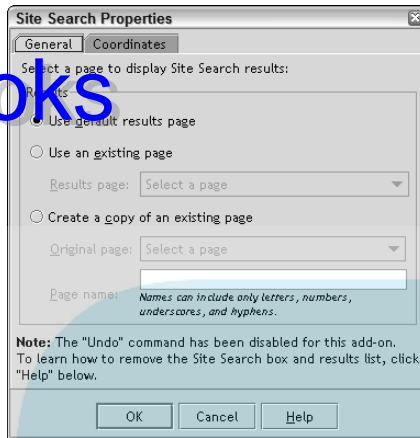 Site Search Properties
General Coordinates
Select a page to display Site Search results:
oks
Results
Use default results page
Use an existing page
Results page: Select a page
Create a copy of an existing page
Original page: Select a page
Page name:
Names can include only letters, numbers,
underscores, and hyphens.
Note: The "Undo" command has been disabled for this add-on.
To learn how to remove the Site Search box and results list, click
"Help" below.
OK Cancel Help